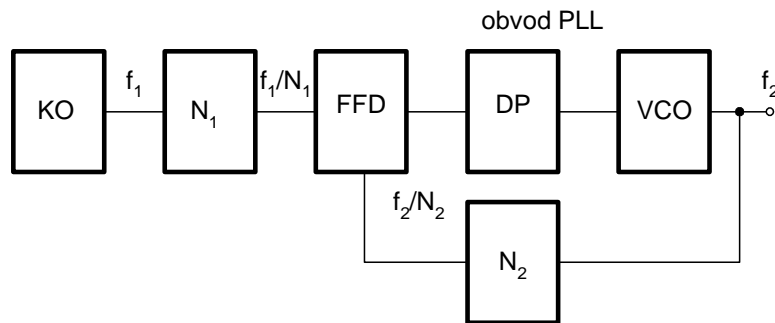 obvod PLL
KO
f₁
N₁
f₁/N₁
FFD
DP
VCO
f₂
f₂/N₂
N₂